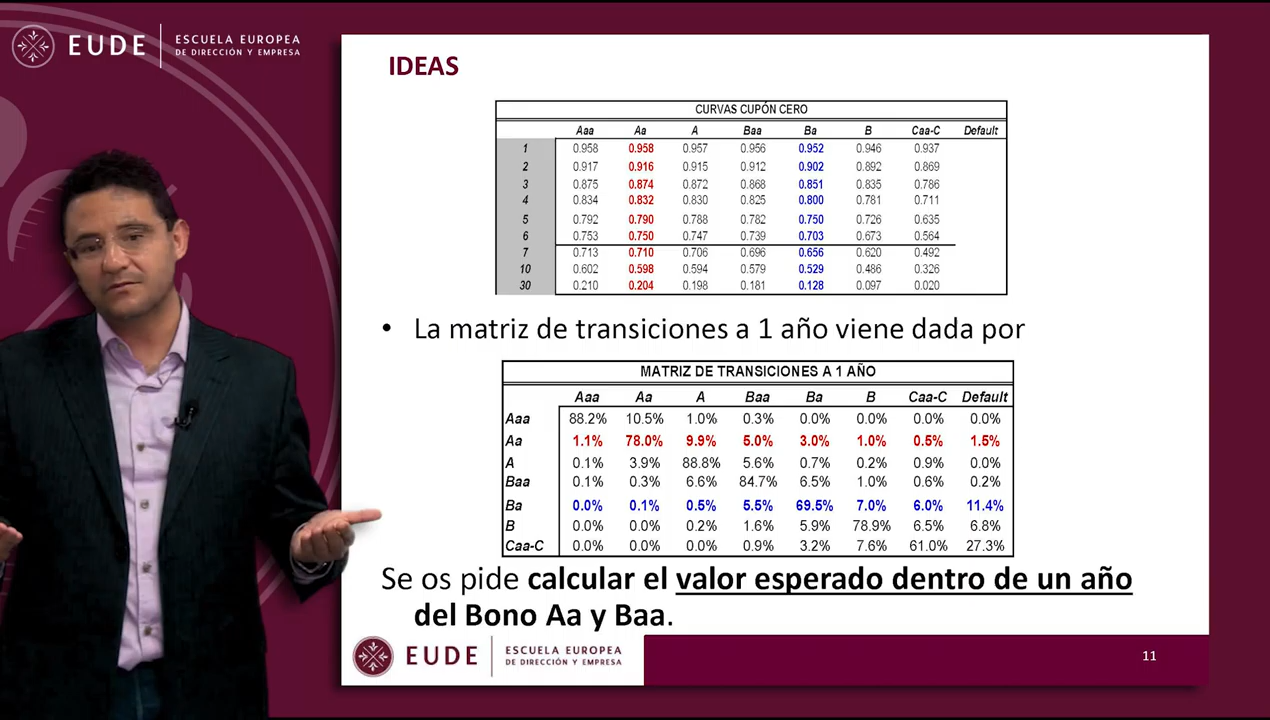 EUDE
ESCUELA EUROPEA
DE DIRECCIÓN Y EMPRESA
IDEAS
CURVAS CUPÓN CERO
Aaa Aa A Baa Ba B Caa-C Default
1 0.958 0.958 0.957 0.956 0.952 0.946 0.937
2 0.917 0.916 0.915 0.912 0.902 0.892 0.869
3 0.875 0.874 0.872 0.868 0.851 0.835 0.786
4 0.834 0.832 0.830 0.825 0.800 0.781 0.711
5 0.792 0.790 0.788 0.782 0.750 0.726 0.635
6 0.753 0.750 0.747 0.739 0.703 0.673 0.564
7 0.713 0.710 0.706 0.696 0.656 0.620 0.492
10 0.602 0.598 0.594 0.579 0.529 0.486 0.326
30 0.210 0.204 0.198 0.181 0.128 0.097 0.020
• La matriz de transiciones a 1 año viene dada por
MATRIZ DE TRANSICIONES A 1 AÑO
Aaa Aa A Baa Ba B Caa-C Default
Aaa 88.2% 10.5% 1.0% 0.3% 0.0% 0.0% 0.0% 0.0%
Aa 1.1% 78.0% 9.9% 5.0% 3.0% 1.0% 0.5% 1.5%
A 0.1% 3.9% 88.8% 5.6% 0.7% 0.2% 0.9% 0.0%
Baa 0.1% 0.3% 6.6% 84.7% 6.5% 1.0% 0.6% 0.2%
Ba 0.0% 0.1% 0.5% 5.5% 69.5% 7.0% 6.0% 11.4%
B 0.0% 0.0% 0.2% 1.6% 5.9% 78.9% 6.5% 6.8%
Caa-C 0.0% 0.0% 0.0% 0.9% 3.2% 7.6% 61.0% 27.3%
Se os pide calcular el valor esperado dentro de un año
del Bono Aa y Baa.
EUDE
ESCUELA EUROPEA
DE DIRECCIÓN Y EMPRESA
11